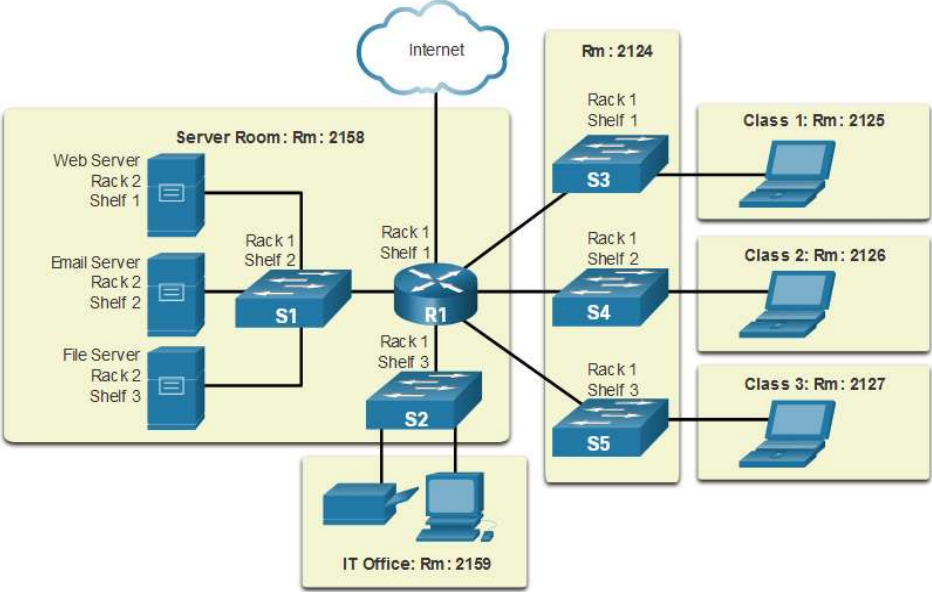 Internet
Rm: 2124
Rack 1
Shelf 1
S3
Class 1: Rm: 2125
Server Room: Rm: 2158
Web Server
Rack 2
Shelf 1
Rack 1
Shelf 1
R1
Rack 1
Shelf 2
S1
Email Server
Rack 2
Shelf 2
Rack 1
Shelf 2
S4
Class 2: Rm: 2126
File Server
Rack 2
Shelf 3
Rack 1
Shelf 3
S2
Rack 1
Shelf 3
S5
Class 3: Rm: 2127
IT Office: Rm: 2159